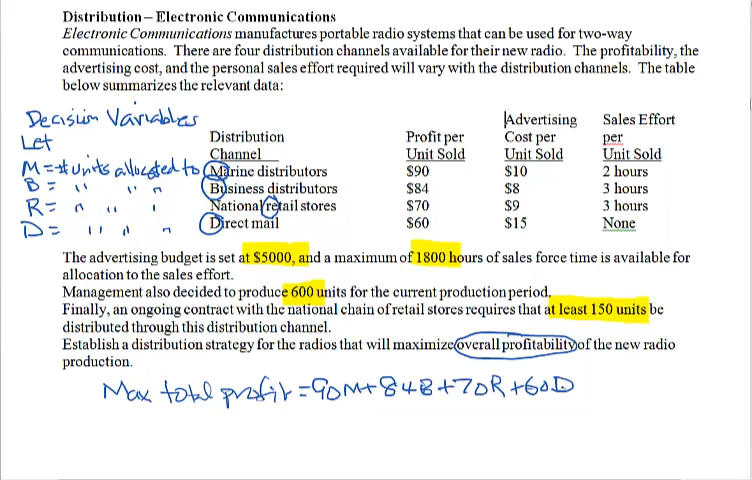 Distribution – Electronic Communications
Electronic Communications manufactures portable radio systems that can be used for two-way
communications. There are four distribution channels available for their new radio. The profitability, the
advertising cost, and the personal sales effort required will vary with the distribution channels. The table
below summarizes the relevant data:
Decision Variables
Let
M = # units allocated to
B = " " "
R = " " "
D = " " "
Advertising Sales Effort
Distribution Profit per Cost per per
Channel Unit Sold Unit Sold Unit Sold
Marine distributors $90 $10 2 hours
Business distributors $84 $8 3 hours
National retail stores $70 $9 3 hours
Direct mail $60 $15 None
The advertising budget is set at $5000, and a maximum of 1800 hours of sales force time is available for
allocation to the sales effort.
Management also decided to produce 600 units for the current production period.
Finally, an ongoing contract with the national chain of retail stores requires that at least 150 units be
distributed through this distribution channel.
Establish a distribution strategy for the radios that will maximize overall profitability of the new radio
production.
Max total profit = 90M + 84B + 70R + 60D